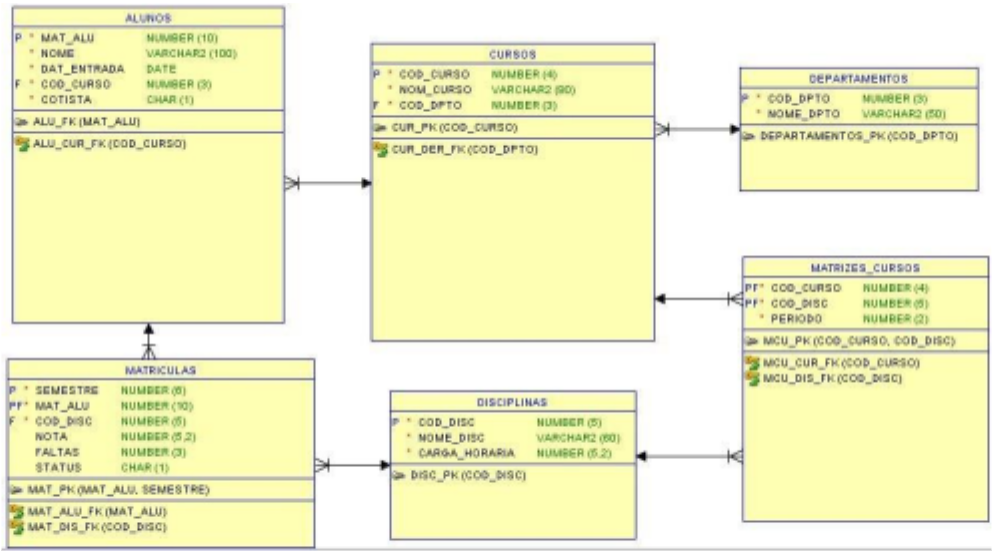 ALUNOS
P * MAT_ALU NUMBER (10)
* NOME VARCHAR2 (100)
* DAT_ENTRADA DATE
F * COD_CURSO NUMBER (3)
* COTISTA CHAR (1)
ALU_FK (MAT_ALU)
ALU_CUR_FK (COD_CURSO)
CURSOS
P * COD_CURSO NUMBER (4)
* NOM_CURSO VARCHAR2 (80)
F * COD_DPTO NUMBER (3)
CUR_PK (COD_CURSO)
CUR_DER_FK (COD_DPTO)
DEPARTAMENTOS
P * COD_DPTO NUMBER (3)
* NOME_DPTO VARCHAR2 (50)
DEPARTAMENTOS_PK (COD_DPTO)
MATRIZES_CURSOS
PF* COD_CURSO NUMBER (4)
PF* COD_DISC NUMBER (5)
* PERIODO NUMBER (2)
MCU_PK (COD_CURSO, COD_DISC)
MCU_CUR_FK (COD_CURSO)
MCU_DIS_FK (COD_DISC)
MATRICULAS
P * SEMESTRE NUMBER (6)
PF* MAT_ALU NUMBER (10)
F * COD_DISC NUMBER (5)
NOTA NUMBER (5,2)
FALTAS NUMBER (3)
STATUS CHAR (1)
MAT_PK (MAT_ALU, SEMESTRE)
MAT_ALU_FK (MAT_ALU)
MAT_DIS_FK (COD_DISC)
DISCIPLINAS
P * COD_DISC NUMBER (5)
* NOME_DISC VARCHAR2 (60)
* CARGA_HORARIA NUMBER (5,2)
DISC_PK (COD_DISC)